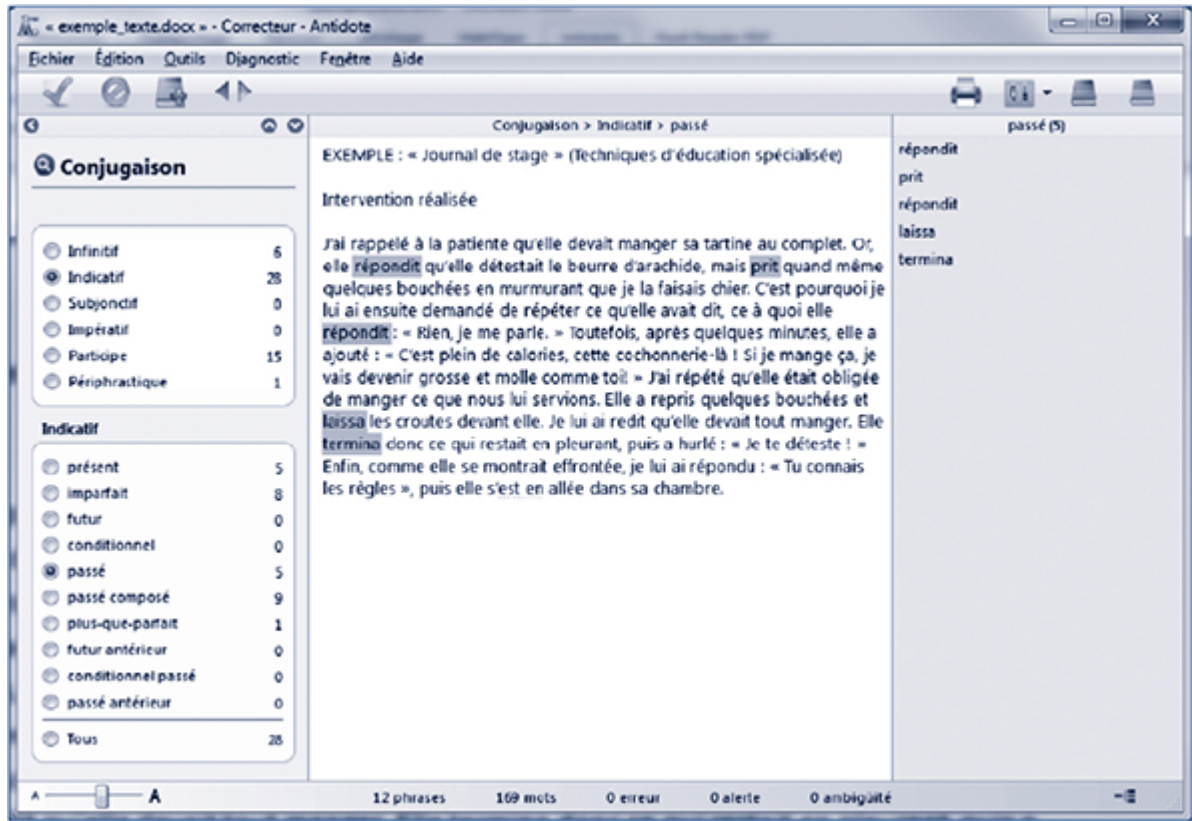 « exemple_texte.docx » - Correcteur - Antidote
Fichier Édition Outils Diagnostic Fenêtre Aide
Conjugaison > Indicatif > passé
passé (5)
Conjugaison
Infinitif 6
Indicatif 28
Subjonctif 0
Impératif 0
Participe 15
Périphrastique 1
Indicatif
présent 5
imparfait 8
futur 0
conditionnel 0
passé 5
passé composé 9
plus-que-parfait 1
futur antérieur 0
conditionnel passé 0
passé antérieur 0
Tous 28
EXEMPLE : « Journal de stage » (Techniques d'éducation spécialisée)
Intervention réalisée
J'ai rappelé à la patiente qu'elle devait manger sa tartine au complet. Or,
elle répondit qu'elle détestait le beurre d'arachide, mais prit quand même
quelques bouchées en murmurant que je la faisais chier. C'est pourquoi je
lui ai ensuite demandé de répéter ce qu'elle avait dit, ce à quoi elle
répondit : « Rien, je me parle. » Toutefois, après quelques minutes, elle a
ajouté : « C'est plein de calories, cette cochonnerie-là ! Si je mange ça, je
vais devenir grosse et molle comme toi! » J'ai répété qu'elle était obligée
de manger ce que nous lui servions. Elle a repris quelques bouchées et
laissa les croutes devant elle. Je lui ai redit qu'elle devait tout manger. Elle
termina donc ce qui restait en pleurant, puis a hurlé : « Je te déteste ! »
Enfin, comme elle se montrait effrontée, je lui ai répondu : « Tu connais
les règles », puis elle s'est en allée dans sa chambre.
répondit
prit
répondit
laissa
termina
A A
12 phrases 169 mots 0 erreur 0 alerte 0 ambigüité